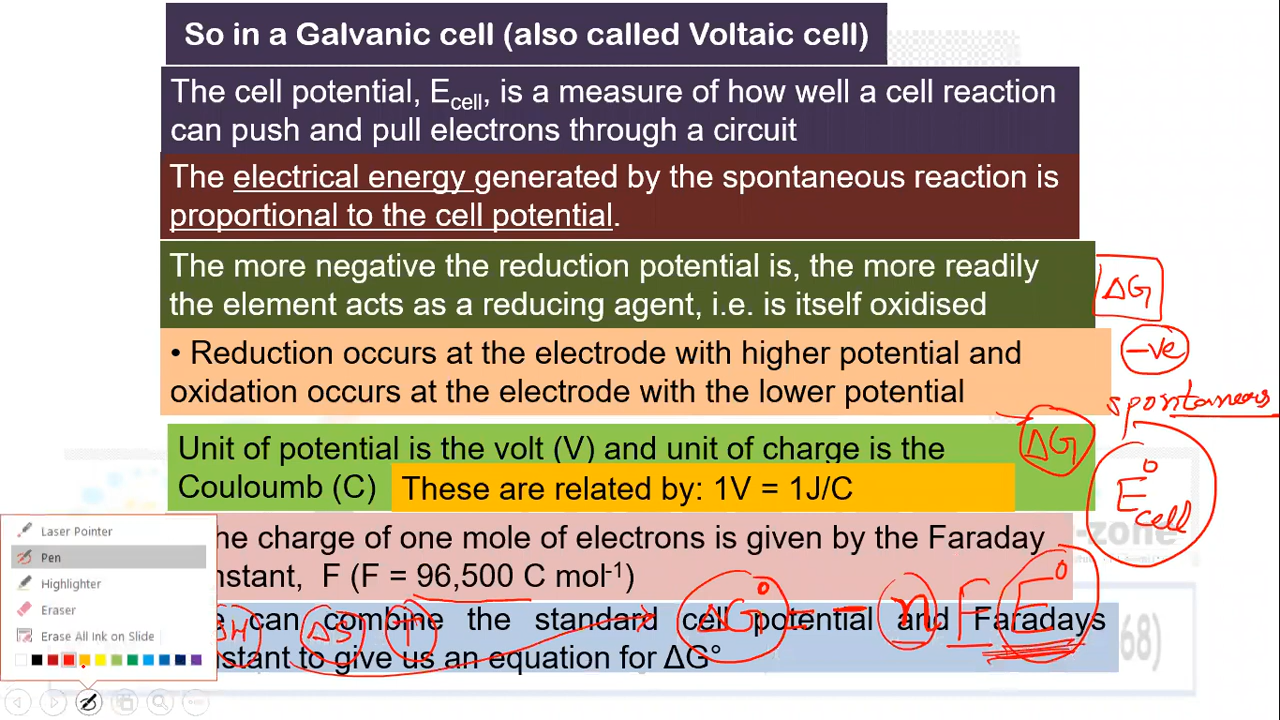 So in a Galvanic cell (also called Voltaic cell)
The cell potential, Ecell, is a measure of how well a cell reaction
can push and pull electrons through a circuit
The electrical energy generated by the spontaneous reaction is
proportional to the cell potential.
The more negative the reduction potential is, the more readily
the element acts as a reducing agent, i.e. is itself oxidised
ΔG
-ve
spontaneous
• Reduction occurs at the electrode with higher potential and
oxidation occurs at the electrode with the lower potential
Unit of potential is the volt (V) and unit of charge is the
Couloumb (C)
These are related by: 1V = 1J/C
ΔG
E°cell
-zone
Laser Pointer
Pen
Highlighter
Eraser
Erase All Ink on Slide
he charge of one mole of electrons is given by the Faraday
nstant, F (F = 96,500 C mol-1)
e can combine the standard cell potential and Faradays
nstant to give us an equation for ΔG°
ΔH ΔS T
ΔG° = - n F E°
68)